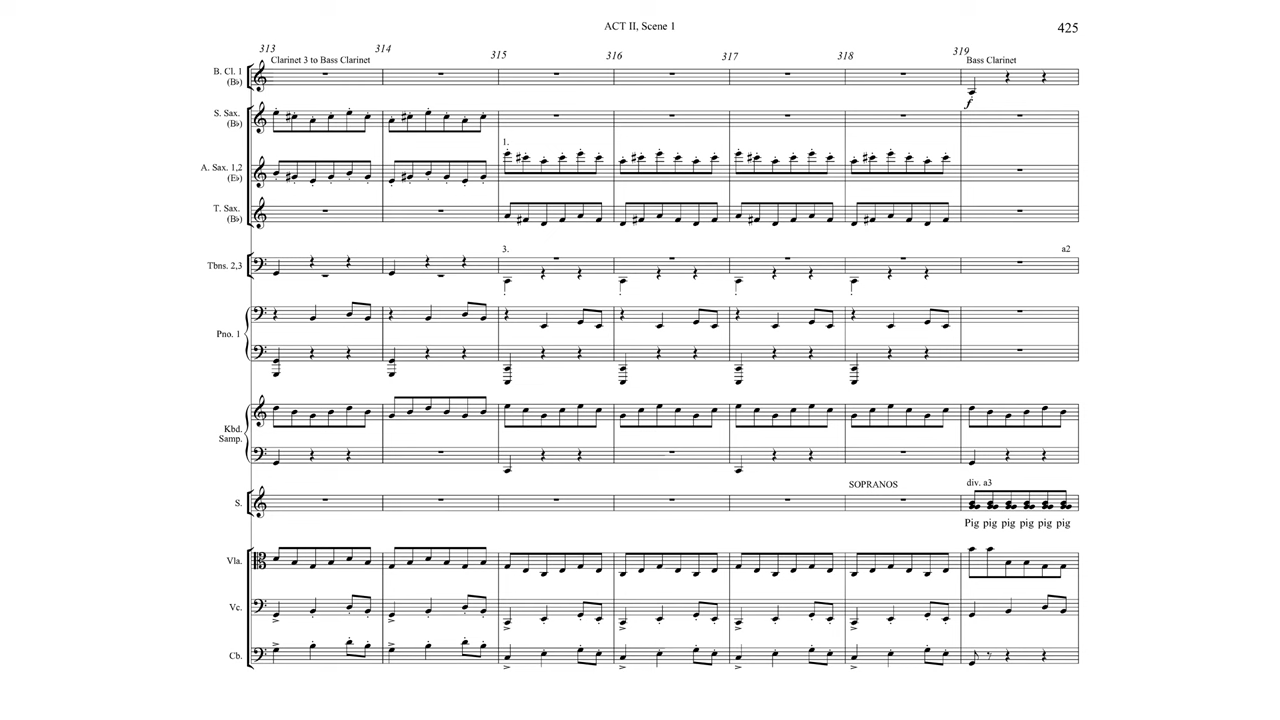 ACT II, Scene 1
425
313
314
315
316
317
318
319
Clarinet 3 to Bass Clarinet
Bass Clarinet
B. Cl. 1
(B♭)
f
S. Sax.
(B♭)
1.
A. Sax. 1,2
(E♭)
T. Sax.
(B♭)
3.
a2
Tbns. 2,3
Pno. 1
Kbd.
Samp.
SOPRANOS
div. a3
S.
Pig pig pig pig pig pig
Vla.
Vc.
Cb.